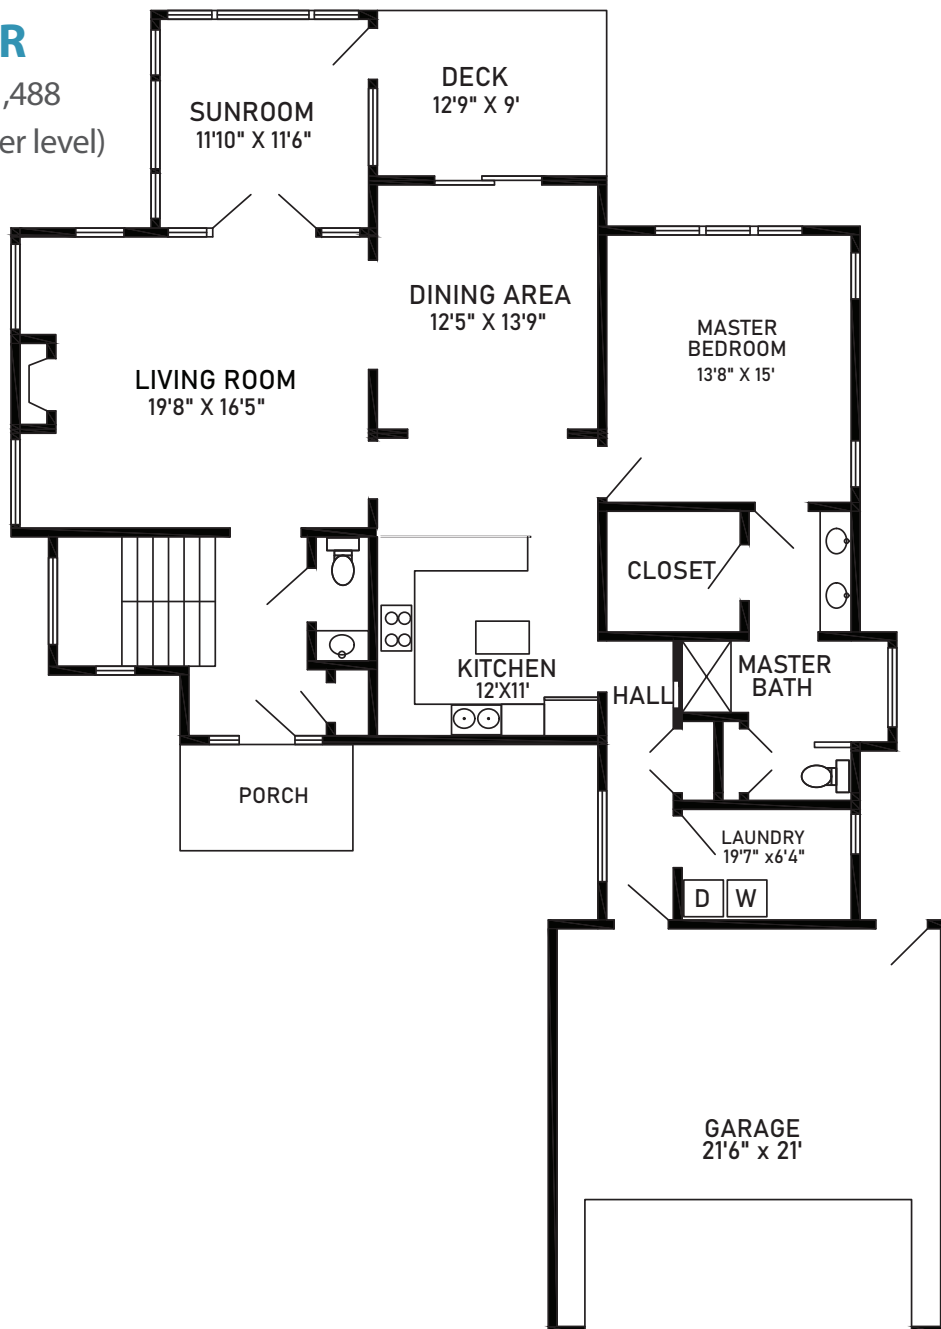 R
,488
er level)
DECK
12'9" X 9'
SUNROOM
11'10" X 11'6"
DINING AREA
12'5" X 13'9"
MASTER
BEDROOM
13'8" X 15'
LIVING ROOM
19'8" X 16'5"
CLOSET
KITCHEN
12'X11'
HALL
MASTER
BATH
PORCH
LAUNDRY
19'7" x6'4"
D W
GARAGE
21'6" x 21'